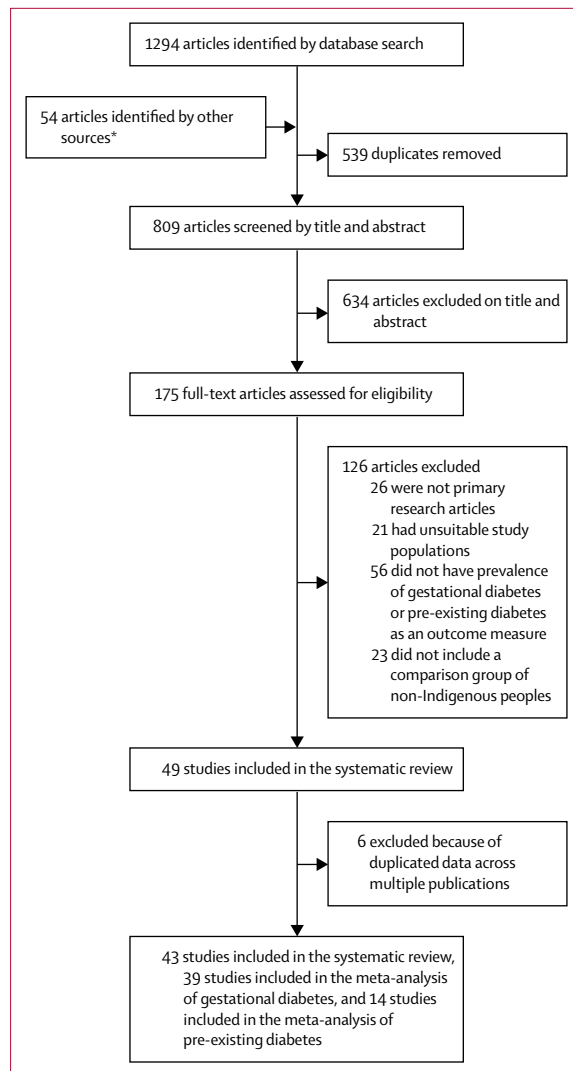 1294 articles identified by database search
54 articles identified by other
sources*
539 duplicates removed
809 articles screened by title and abstract
634 articles excluded on title and
abstract
175 full-text articles assessed for eligibility
126 articles excluded
26 were not primary
research articles
21 had unsuitable study
populations
56 did not have prevalence
of gestational diabetes
or pre-existing diabetes
as an outcome measure
23 did not include a
comparison group of
non-Indigenous peoples
49 studies included in the systematic review
6 excluded because of
duplicated data across
multiple publications
43 studies included in the systematic review,
39 studies included in the meta-analysis
of gestational diabetes, and 14 studies
included in the meta-analysis of
pre-existing diabetes